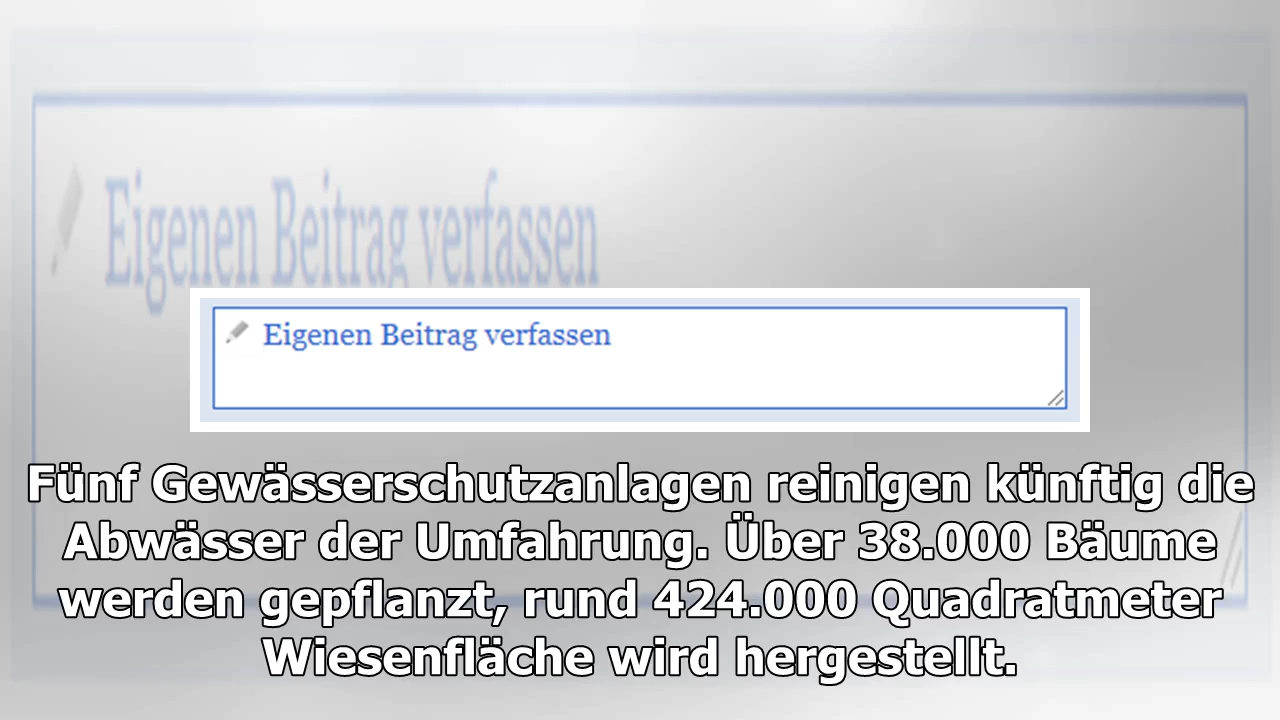 Eigenen Beitrag verfassen
Eigenen Beitrag verfassen
Fünf Gewässerschutzanlagen reinigen künftig die
Abwässer der Umfahrung. Über 38.000 Bäume
werden gepflanzt, rund 424.000 Quadratmeter
Wiesenfläche wird hergestellt.